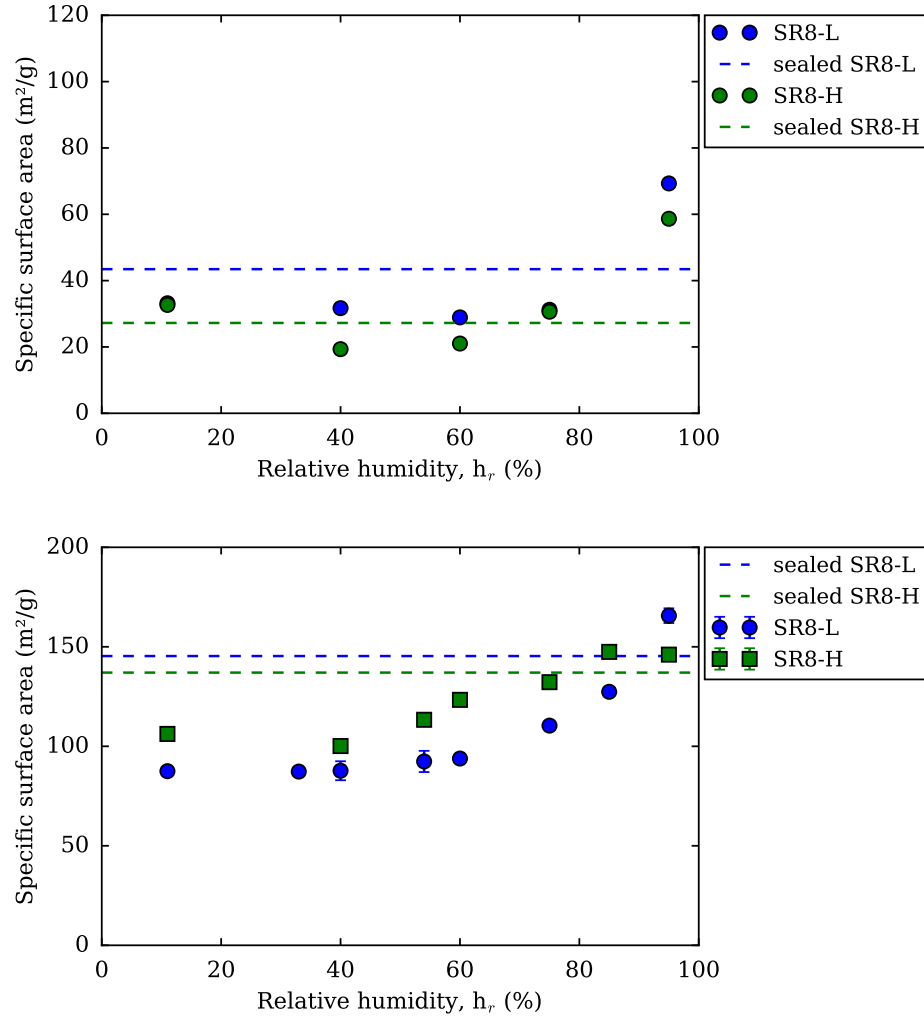 120
100
80
60
40
20
0
Specific surface area (m²/g)
0 20 40 60 80 100
Relative humidity, hᵣ (%)
SR8-L
sealed SR8-L
SR8-H
sealed SR8-H
200
150
100
50
0
Specific surface area (m²/g)
0 20 40 60 80 100
Relative humidity, hᵣ (%)
sealed SR8-L
sealed SR8-H
SR8-L
SR8-H